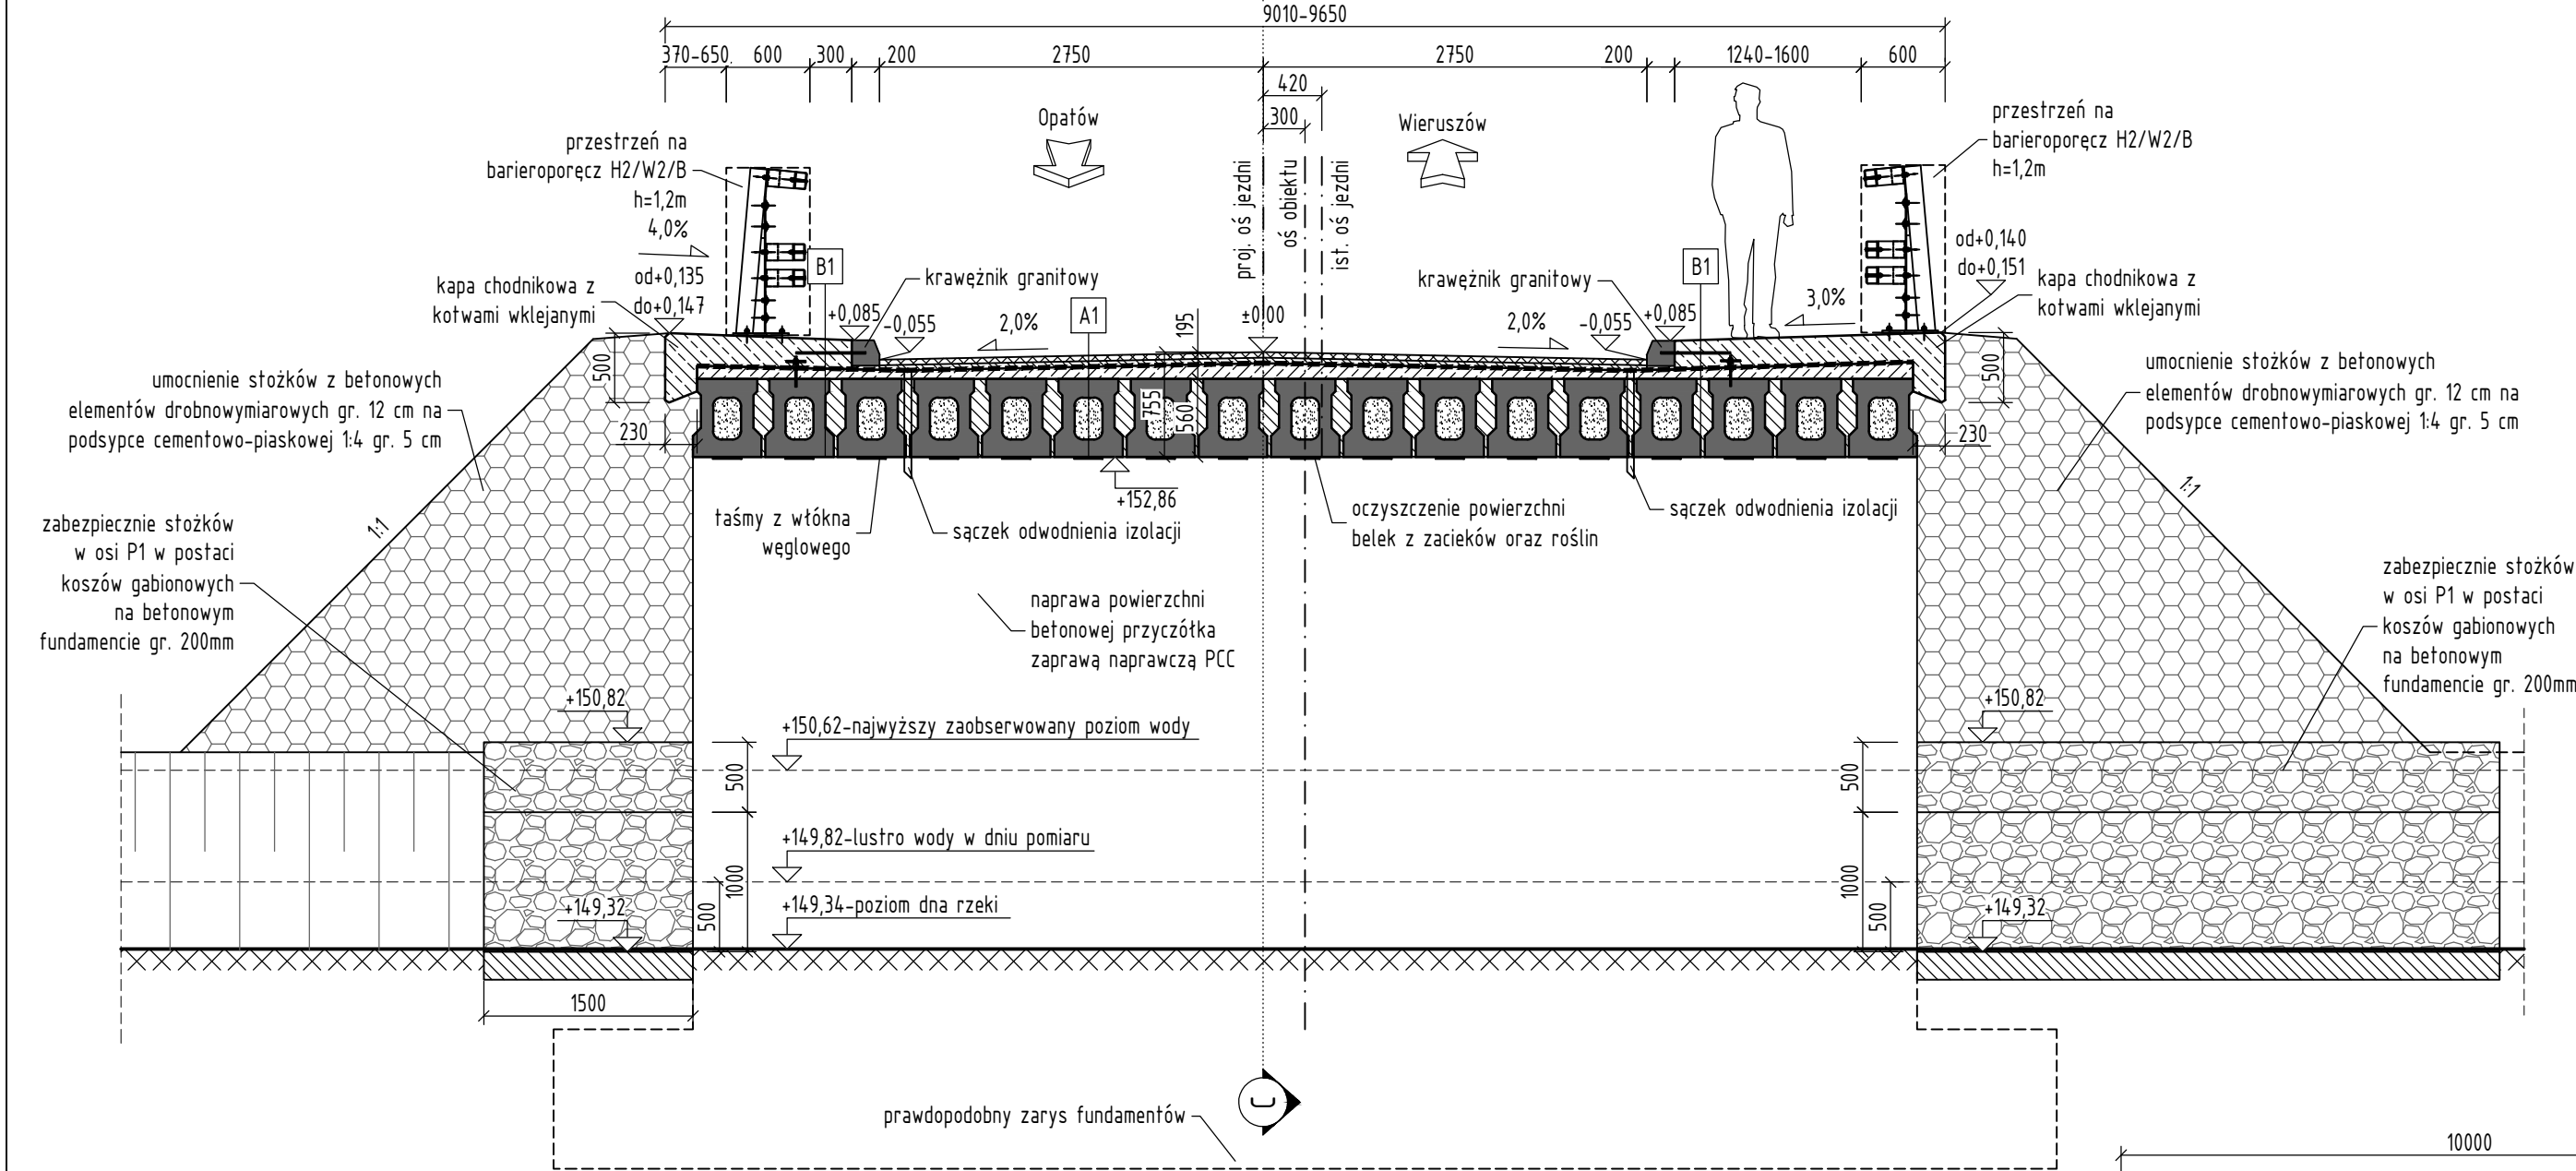 9010-9650
370-650
600
300
200
2750
2750
200
1240-1600
600
420
300
Opatów
Wieruszów
proj. oś jezdni
oś obiektu
ist. oś jezdni
przestrzeń na
barieroporęcz H2/W2/B
h=1,2m
4,0%
od+0,135
do+0,147
kapa chodnikowa z
kotwami wklejanymi
B1
krawężnik granitowy
+0,085
-0,055
2,0%
A1
195
755
560
±0.00
2,0%
-0,055
krawężnik granitowy
+0,085
B1
3,0%
przestrzeń na
barieroporęcz H2/W2/B
h=1,2m
od+0,140
do+0,151
kapa chodnikowa z
kotwami wklejanymi
500
230
500
230
umocnienie stożków z betonowych
elementów drobnowymiarowych gr. 12 cm na
podsypce cementowo-piaskowej 1:4 gr. 5 cm
umocnienie stożków z betonowych
elementów drobnowymiarowych gr. 12 cm na
podsypce cementowo-piaskowej 1:4 gr. 5 cm
1:1
1:1
zabezpiecznie stożków
w osi P1 w postaci
koszów gabionowych
na betonowym
fundamencie gr. 200mm
taśmy z włókna
węglowego
sączek odwodnienia izolacji
+152,86
oczyszczenie powierzchni
belek z zacieków oraz roślin
sączek odwodnienia izolacji
naprawa powierzchni
betonowej przyczółka
zaprawą naprawczą PCC
zabezpiecznie stożków
w osi P1 w postaci
koszów gabionowych
na betonowym
fundamencie gr. 200mm
+150,82
+150,62-najwyższy zaobserwowany poziom wody
+150,82
500
500
+149,82-lustro wody w dniu pomiaru
1000
1000
+149,32
500
+149,34-poziom dna rzeki
500
+149,32
1500
C
prawdopodobny zarys fundamentów
10000